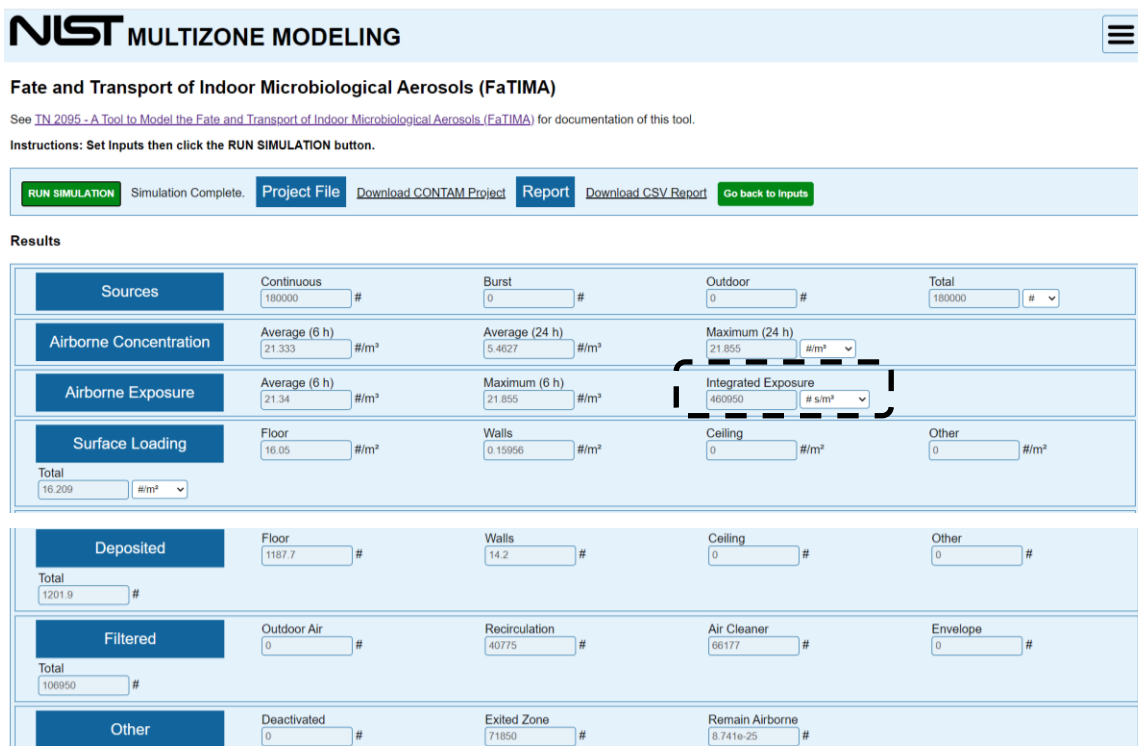 NIST MULTIZONE MODELING
Fate and Transport of Indoor Microbiological Aerosols (FaTIMA)
See TN 2095 - A Tool to Model the Fate and Transport of Indoor Microbiological Aerosols (FaTIMA) for documentation of this tool.
Instructions: Set Inputs then click the RUN SIMULATION button.
RUN SIMULATION Simulation Complete. Project File Download CONTAM Project Report Download CSV Report Go back to Inputs
Results
Sources
Continuous Burst Outdoor Total
180000 # 0 # 0 # 180000 #
Airborne Concentration
Average (6 h) Average (24 h) Maximum (24 h)
21.333 #/m³ 5.4627 #/m³ 21.855 #/m³
Airborne Exposure
Average (6 h) Maximum (6 h) Integrated Exposure
21.34 #/m³ 21.855 #/m³ 460950 # s/m³
Surface Loading
Floor Walls Ceiling Other
16.05 #/m² 0.15956 #/m² 0 #/m² 0 #/m²
Total
16.209 #/m²
Deposited
Floor Walls Ceiling Other
1187.7 # 14.2 # 0 # 0 #
Total
1201.9 #
Filtered
Outdoor Air Recirculation Air Cleaner Envelope
0 # 40775 # 66177 # 0 #
Total
106950 #
Other
Deactivated Exited Zone Remain Airborne
0 # 71850 # 8.741e-25 #